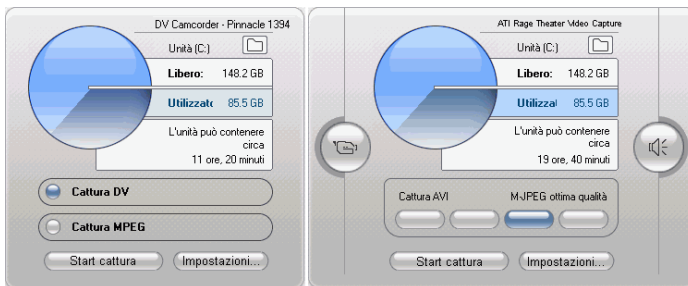 DV Camcorder - Pinnacle 1394
Unità (C:)
Libero: 148.2 GB
Utilizzato 85.5 GB
L'unità può contenere
circa
11 ore, 20 minuti
Cattura DV
Cattura MPEG
Start cattura
Impostazioni...
ATI Rage Theater Video Capture
Unità (C:)
Libero: 148.2 GB
Utilizzal 85.5 GB
L'unità può contenere
circa
19 ore, 40 minuti
Cattura AVI
M-JPEG ottima qualità
Start cattura
Impostazioni...